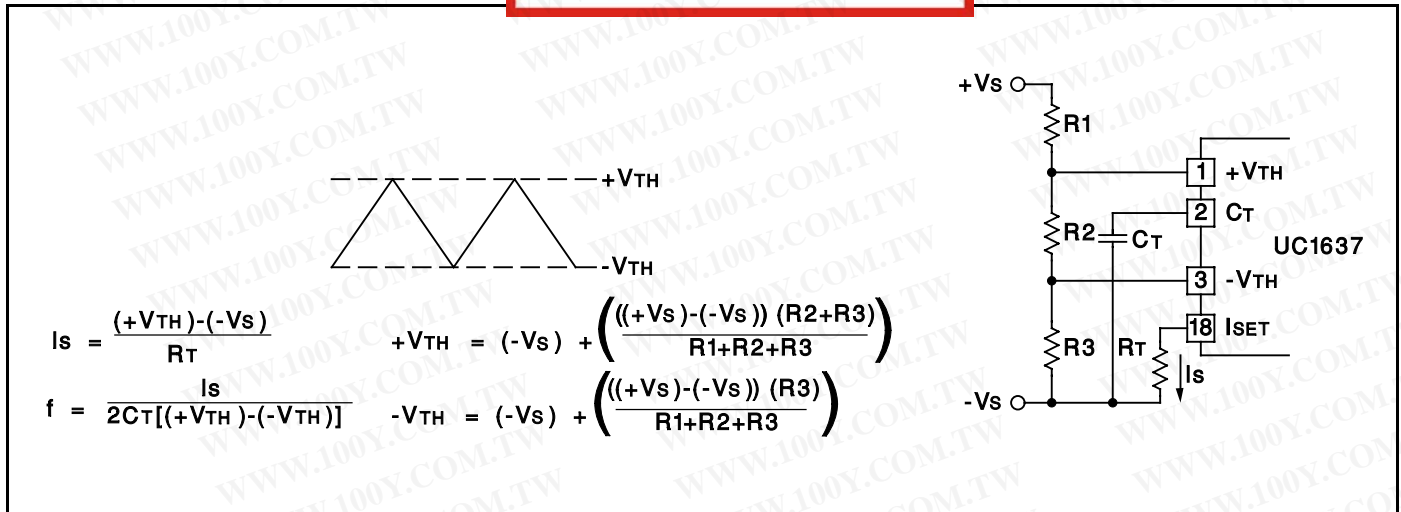 WWW.100Y.COM.TW
+VS
R1
+VTH
1 +VTH
2 CT
R2
CT
UC1637
-VTH
3 -VTH
18 ISET
R3
RT
IS
-VS
IS = (+VTH)-(-VS) / RT
+VTH = (-VS) + (((+VS)-(-VS)) (R2+R3) / R1+R2+R3)
f = IS / 2CT[(+VTH)-(-VTH)]
-VTH = (-VS) + (((+VS)-(-VS)) (R3) / R1+R2+R3)